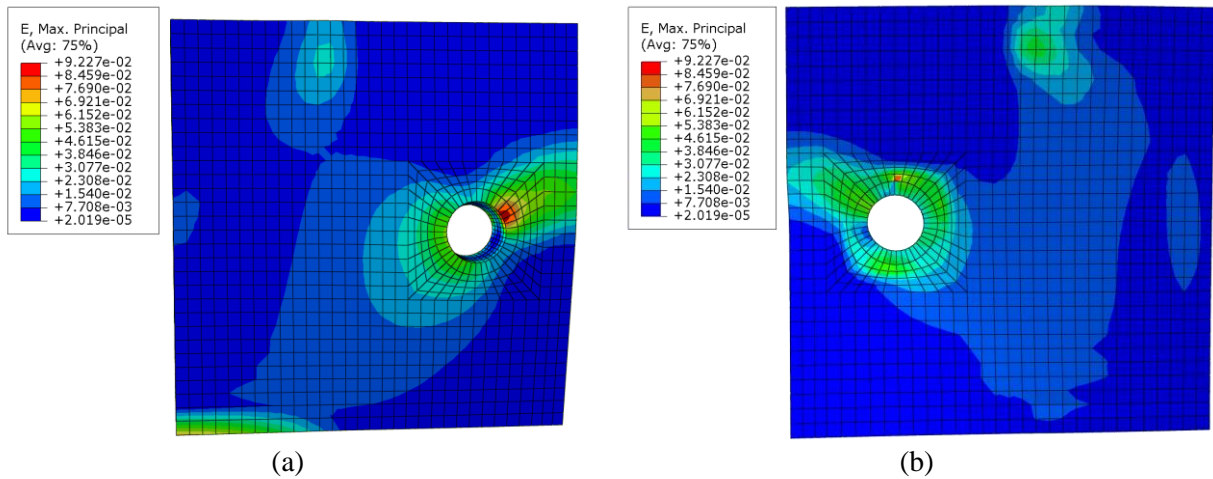 E, Max. Principal
(Avg: 75%)
+9.227e-02
+8.459e-02
+7.690e-02
+6.921e-02
+6.152e-02
+5.383e-02
+4.615e-02
+3.846e-02
+3.077e-02
+2.308e-02
+1.540e-02
+7.708e-03
+2.019e-05
(a)
E, Max. Principal
(Avg: 75%)
+9.227e-02
+8.459e-02
+7.690e-02
+6.921e-02
+6.152e-02
+5.383e-02
+4.615e-02
+3.846e-02
+3.077e-02
+2.308e-02
+1.540e-02
+7.708e-03
+2.019e-05
(b)